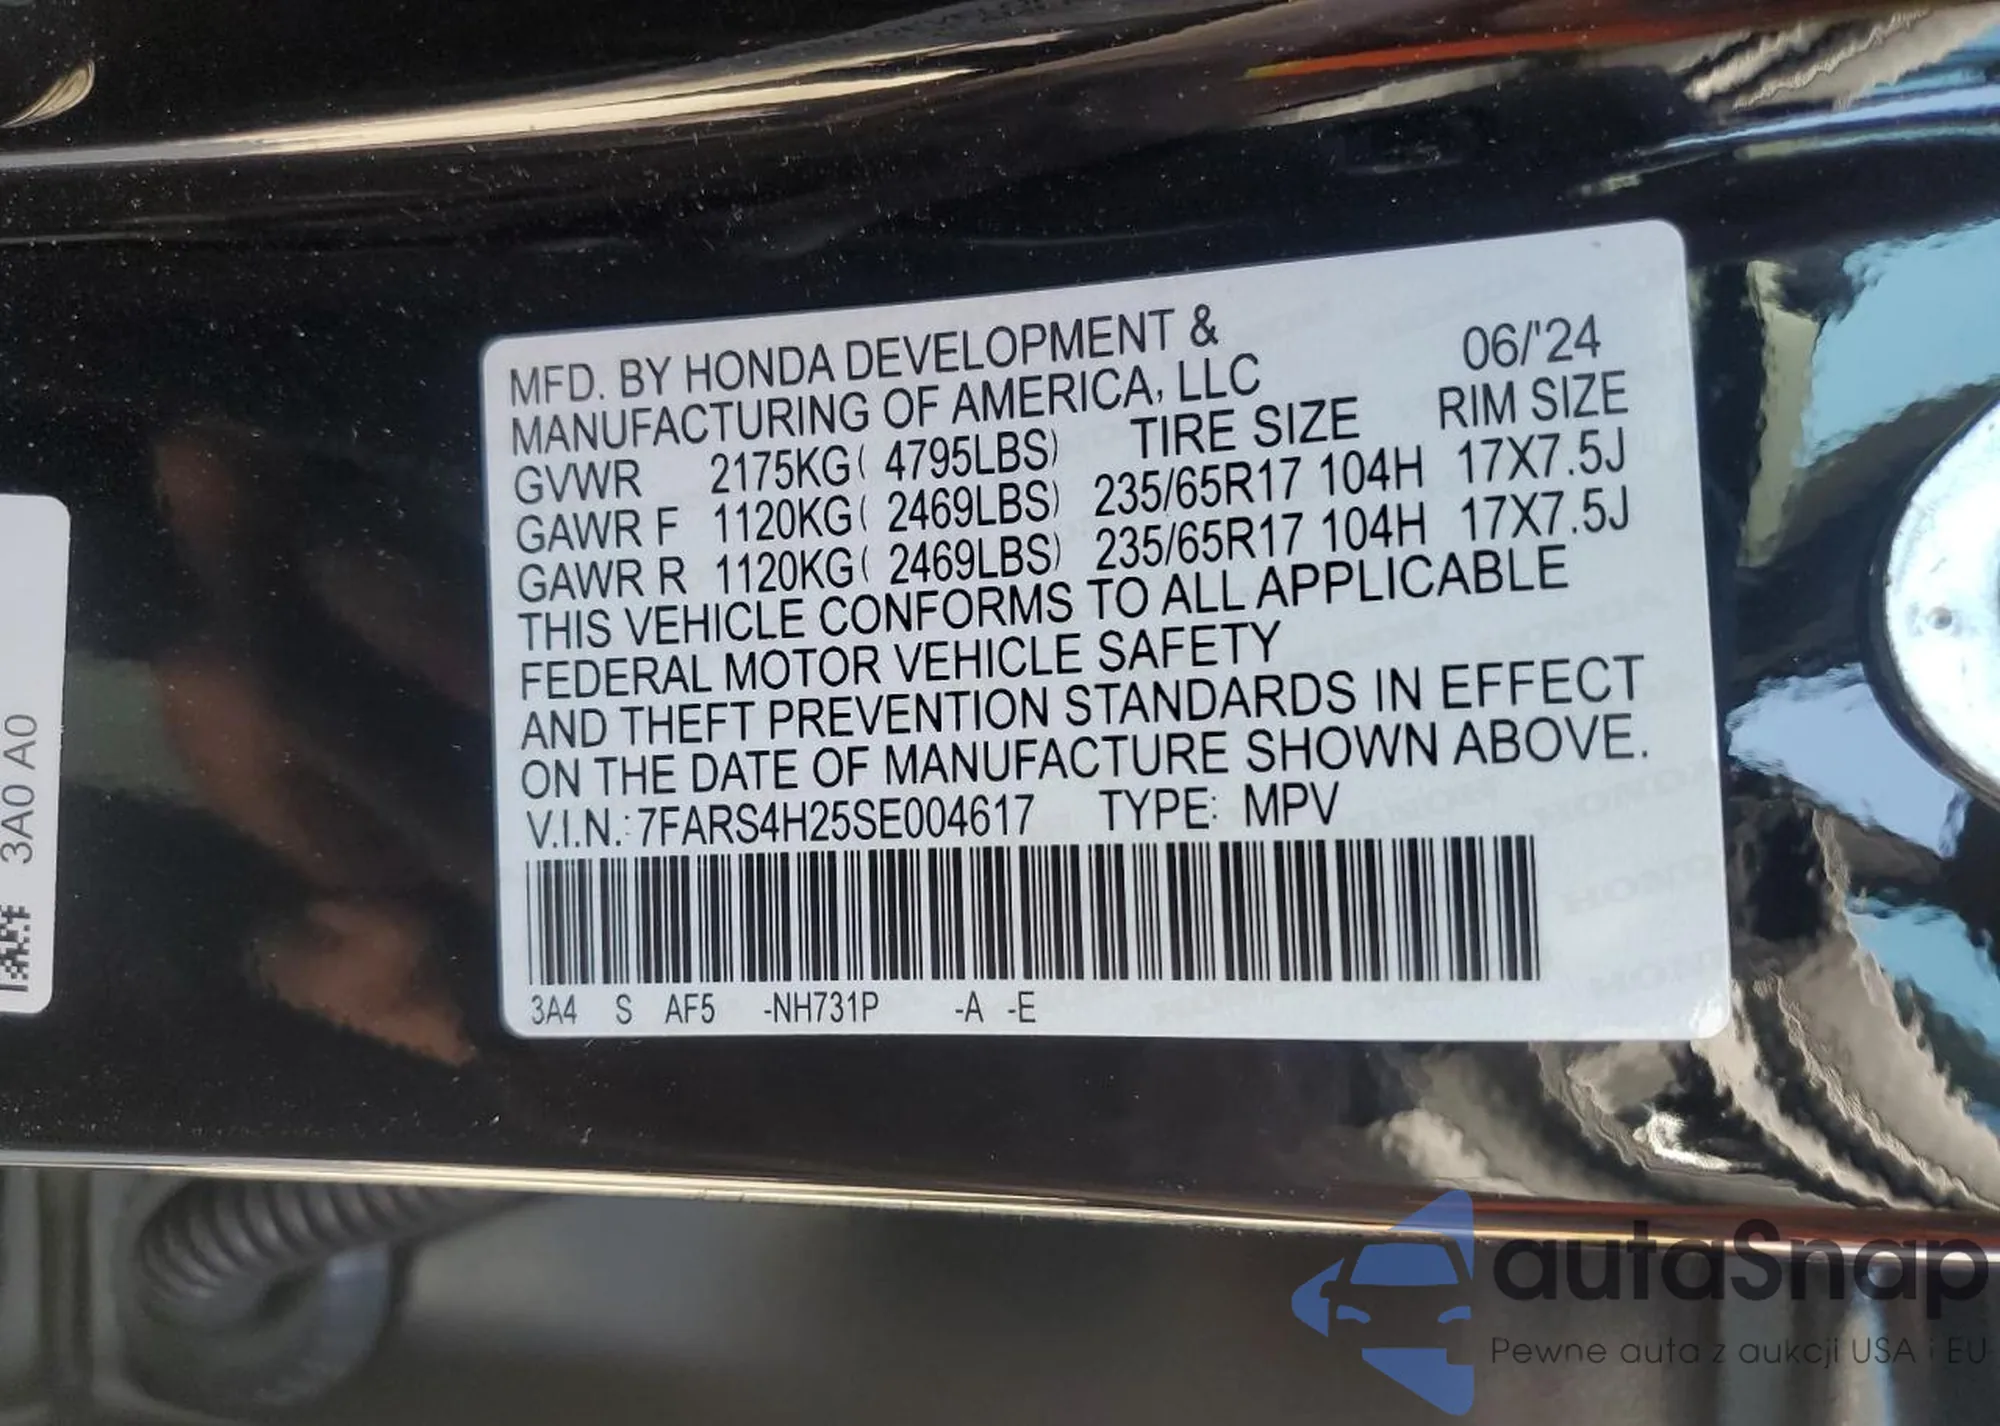 MFD. BY HONDA DEVELOPMENT &
MANUFACTURING OF AMERICA, LLC 06/'24
GVWR 2175KG( 4795LBS) TIRE SIZE RIM SIZE
GAWR F 1120KG( 2469LBS) 235/65R17 104H 17X7.5J
GAWR R 1120KG( 2469LBS) 235/65R17 104H 17X7.5J
THIS VEHICLE CONFORMS TO ALL APPLICABLE
FEDERAL MOTOR VEHICLE SAFETY
AND THEFT PREVENTION STANDARDS IN EFFECT
ON THE DATE OF MANUFACTURE SHOWN ABOVE.
V.I.N.: 7FARS4H25SE004617 TYPE: MPV
3A4 S AF5 -NH731P -A -E
3A0 A0
autaSnap
Pewne auta z aukcji USA i EU